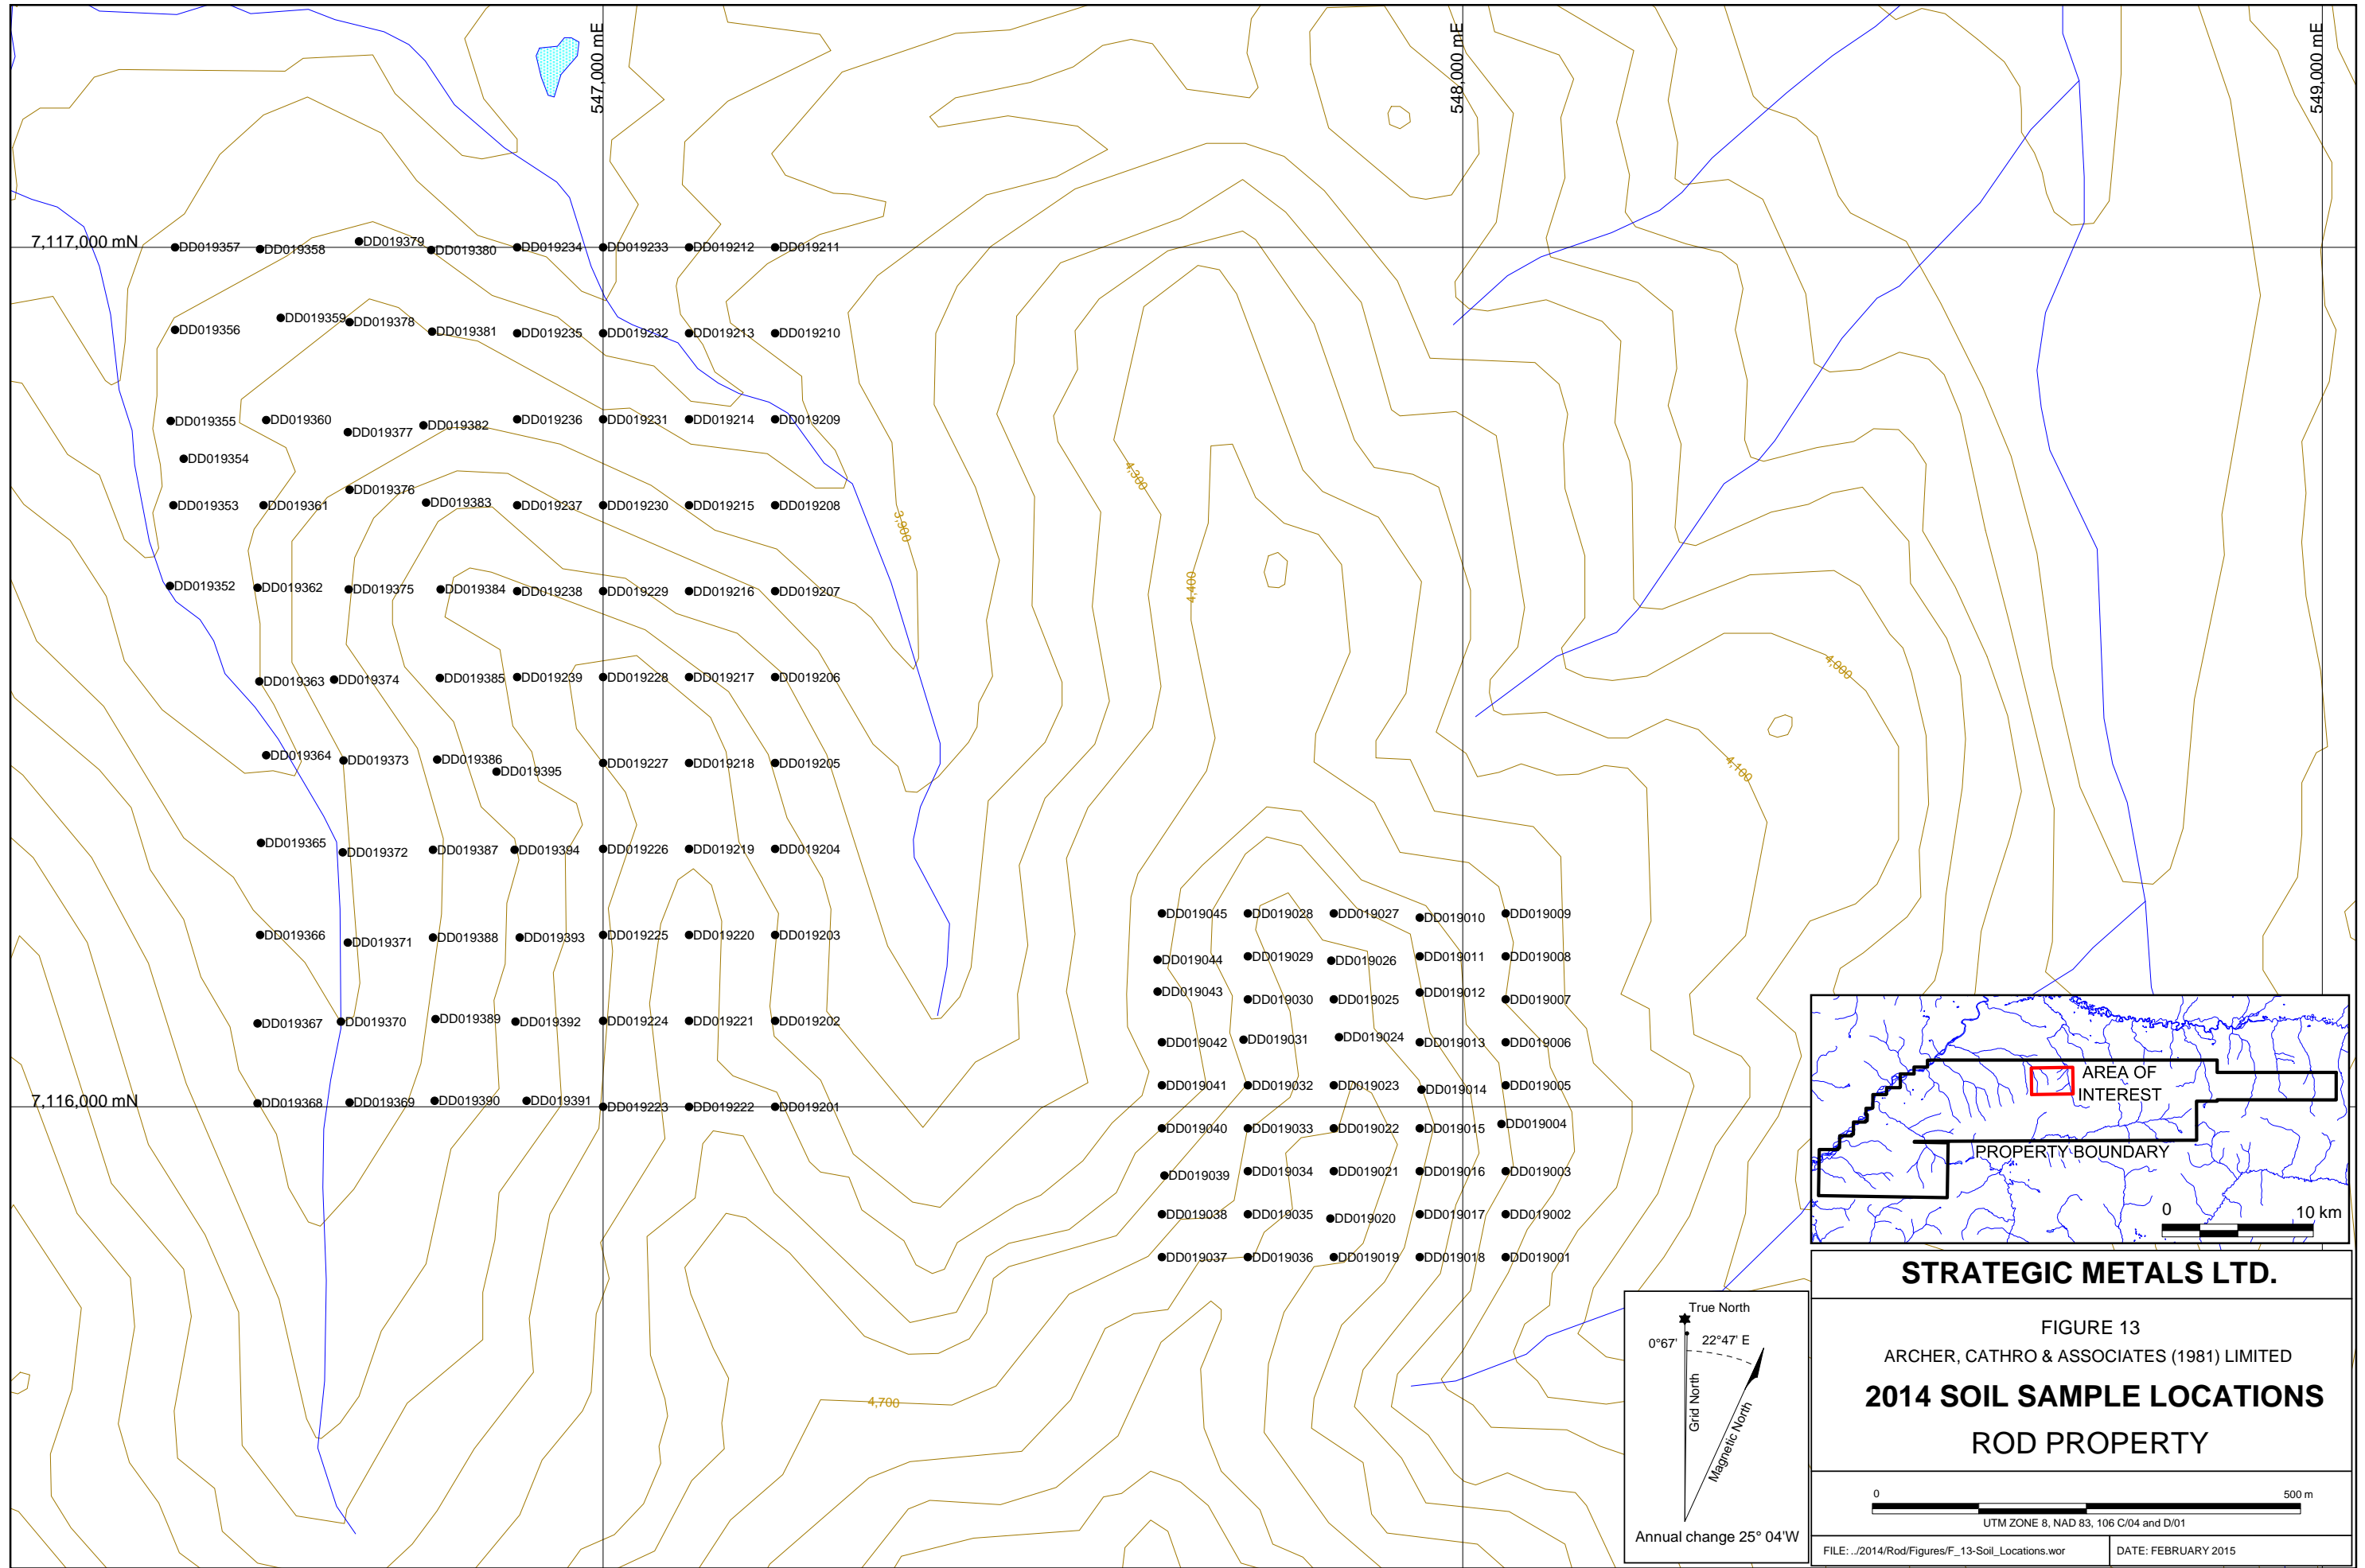 547,000 mE
548,000 mE
549,000 mE
7,117,000 mN
DD019357
DD019358
DD019379
DD019380
DD019234
DD019233
DD019212
DD019211
DD019356
DD019359
DD019378
DD019381
DD019235
DD019232
DD019213
DD019210
DD019355
DD019360
DD019377
DD019382
DD019236
DD019231
DD019214
DD019209
DD019354
4,300
DD019353
DD019361
DD019376
DD019383
DD019237
DD019230
DD019215
DD019208
3,900
DD019352
DD019362
DD019375
DD019384
DD019238
DD019229
DD019216
DD019207
4,400
DD019363
DD019374
DD019385
DD019239
DD019228
DD019217
DD019206
4,000
DD019364
DD019373
DD019386
DD019395
DD019227
DD019218
DD019205
4,100
DD019365
DD019372
DD019387
DD019394
DD019226
DD019219
DD019204
DD019366
DD019371
DD019388
DD019393
DD019225
DD019220
DD019203
DD019045
DD019028
DD019027
DD019010
DD019009
DD019044
DD019029
DD019026
DD019011
DD019008
DD019043
DD019030
DD019025
DD019012
DD019007
DD019367
DD019370
DD019389
DD019392
DD019224
DD019221
DD019202
DD019042
DD019031
DD019024
DD019013
DD019006
DD019041
DD019032
DD019023
DD019014
DD019005
7,116,000 mN
DD019368
DD019369
DD019390
DD019391
DD019223
DD019222
DD019201
DD019040
DD019033
DD019022
DD019015
DD019004
DD019039
DD019034
DD019021
DD019016
DD019003
DD019038
DD019035
DD019020
DD019017
DD019002
DD019037
DD019036
DD019019
DD019018
DD019001
4,700
AREA OF
INTEREST
PROPERTY BOUNDARY
0 10 km
True North
0°67' 22°47' E
Grid North
Magnetic North
Annual change 25° 04'W
STRATEGIC METALS LTD.
FIGURE 13
ARCHER, CATHRO & ASSOCIATES (1981) LIMITED
2014 SOIL SAMPLE LOCATIONS
ROD PROPERTY
0 500 m
UTM ZONE 8, NAD 83, 106 C/04 and D/01
FILE: ../2014/Rod/Figures/F_13-Soil_Locations.wor
DATE: FEBRUARY 2015